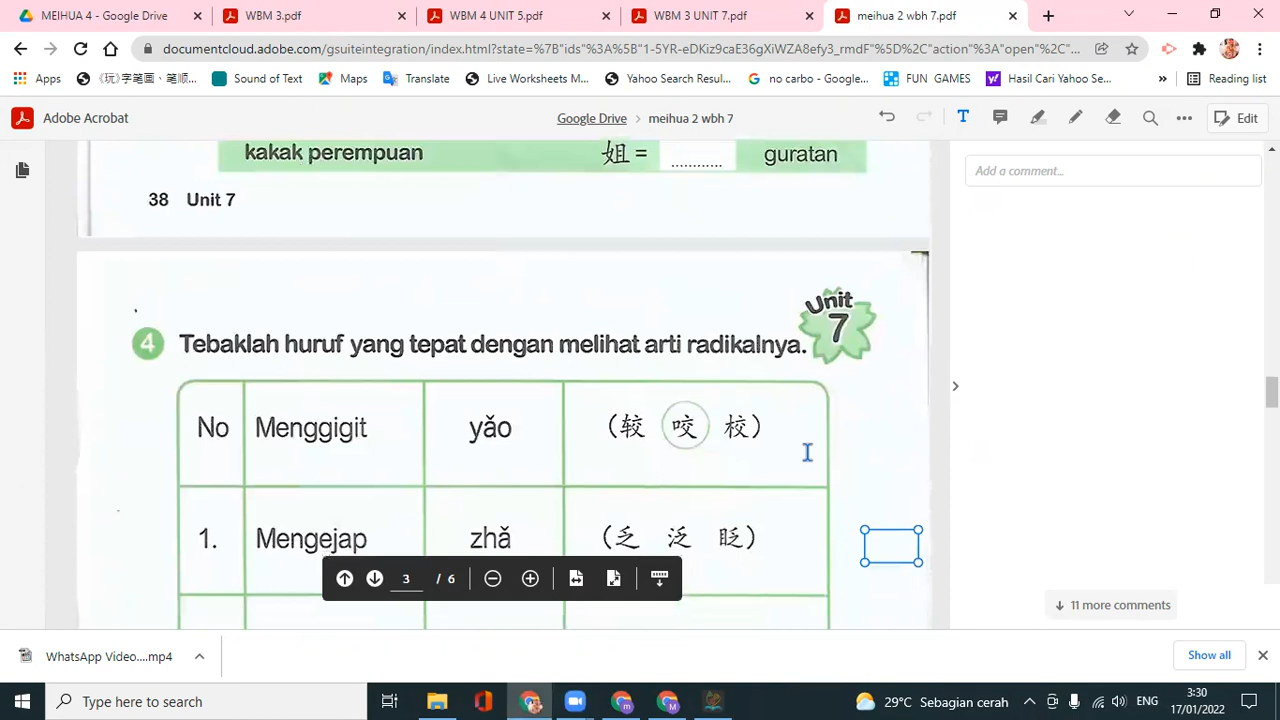 MEIHUA 4 - Google Drive
WBM 3.pdf
WBM 4 UNIT 5.pdf
WBM 3 UNIT 7.pdf
meihua 2 wbh 7.pdf
documentcloud.adobe.com/gsuiteintegration/index.html?state=%7B"ids"%3A%5B"1-5YR-eDKiz9caE36gXiWZA8efy3_rmdF"%5D%2C"action"%3A"open"%2C"...
Apps
《玩》学笔画、笔顺...
Sound of Text
Maps
Translate
Live Worksheets M...
Yahoo Search Resul...
no carbo - Google...
FUN GAMES
Hasil Cari Yahoo Se...
Reading list
Adobe Acrobat
Google Drive
meihua 2 wbh 7
Edit
kakak perempuan 姐 = ............ guratan
38 Unit 7
Unit
7
4 Tebaklah huruf yang tepat dengan melihat arti radikalnya.
No Menggigit yǎo (较 咬 校)
1. Mengejap zhǎ (乏 泛 眨)
3 / 6
Add a comment...
11 more comments
WhatsApp Video....mp4
Show all
Type here to search
29°C Sebagian cerah
ENG
3:30
17/01/2022